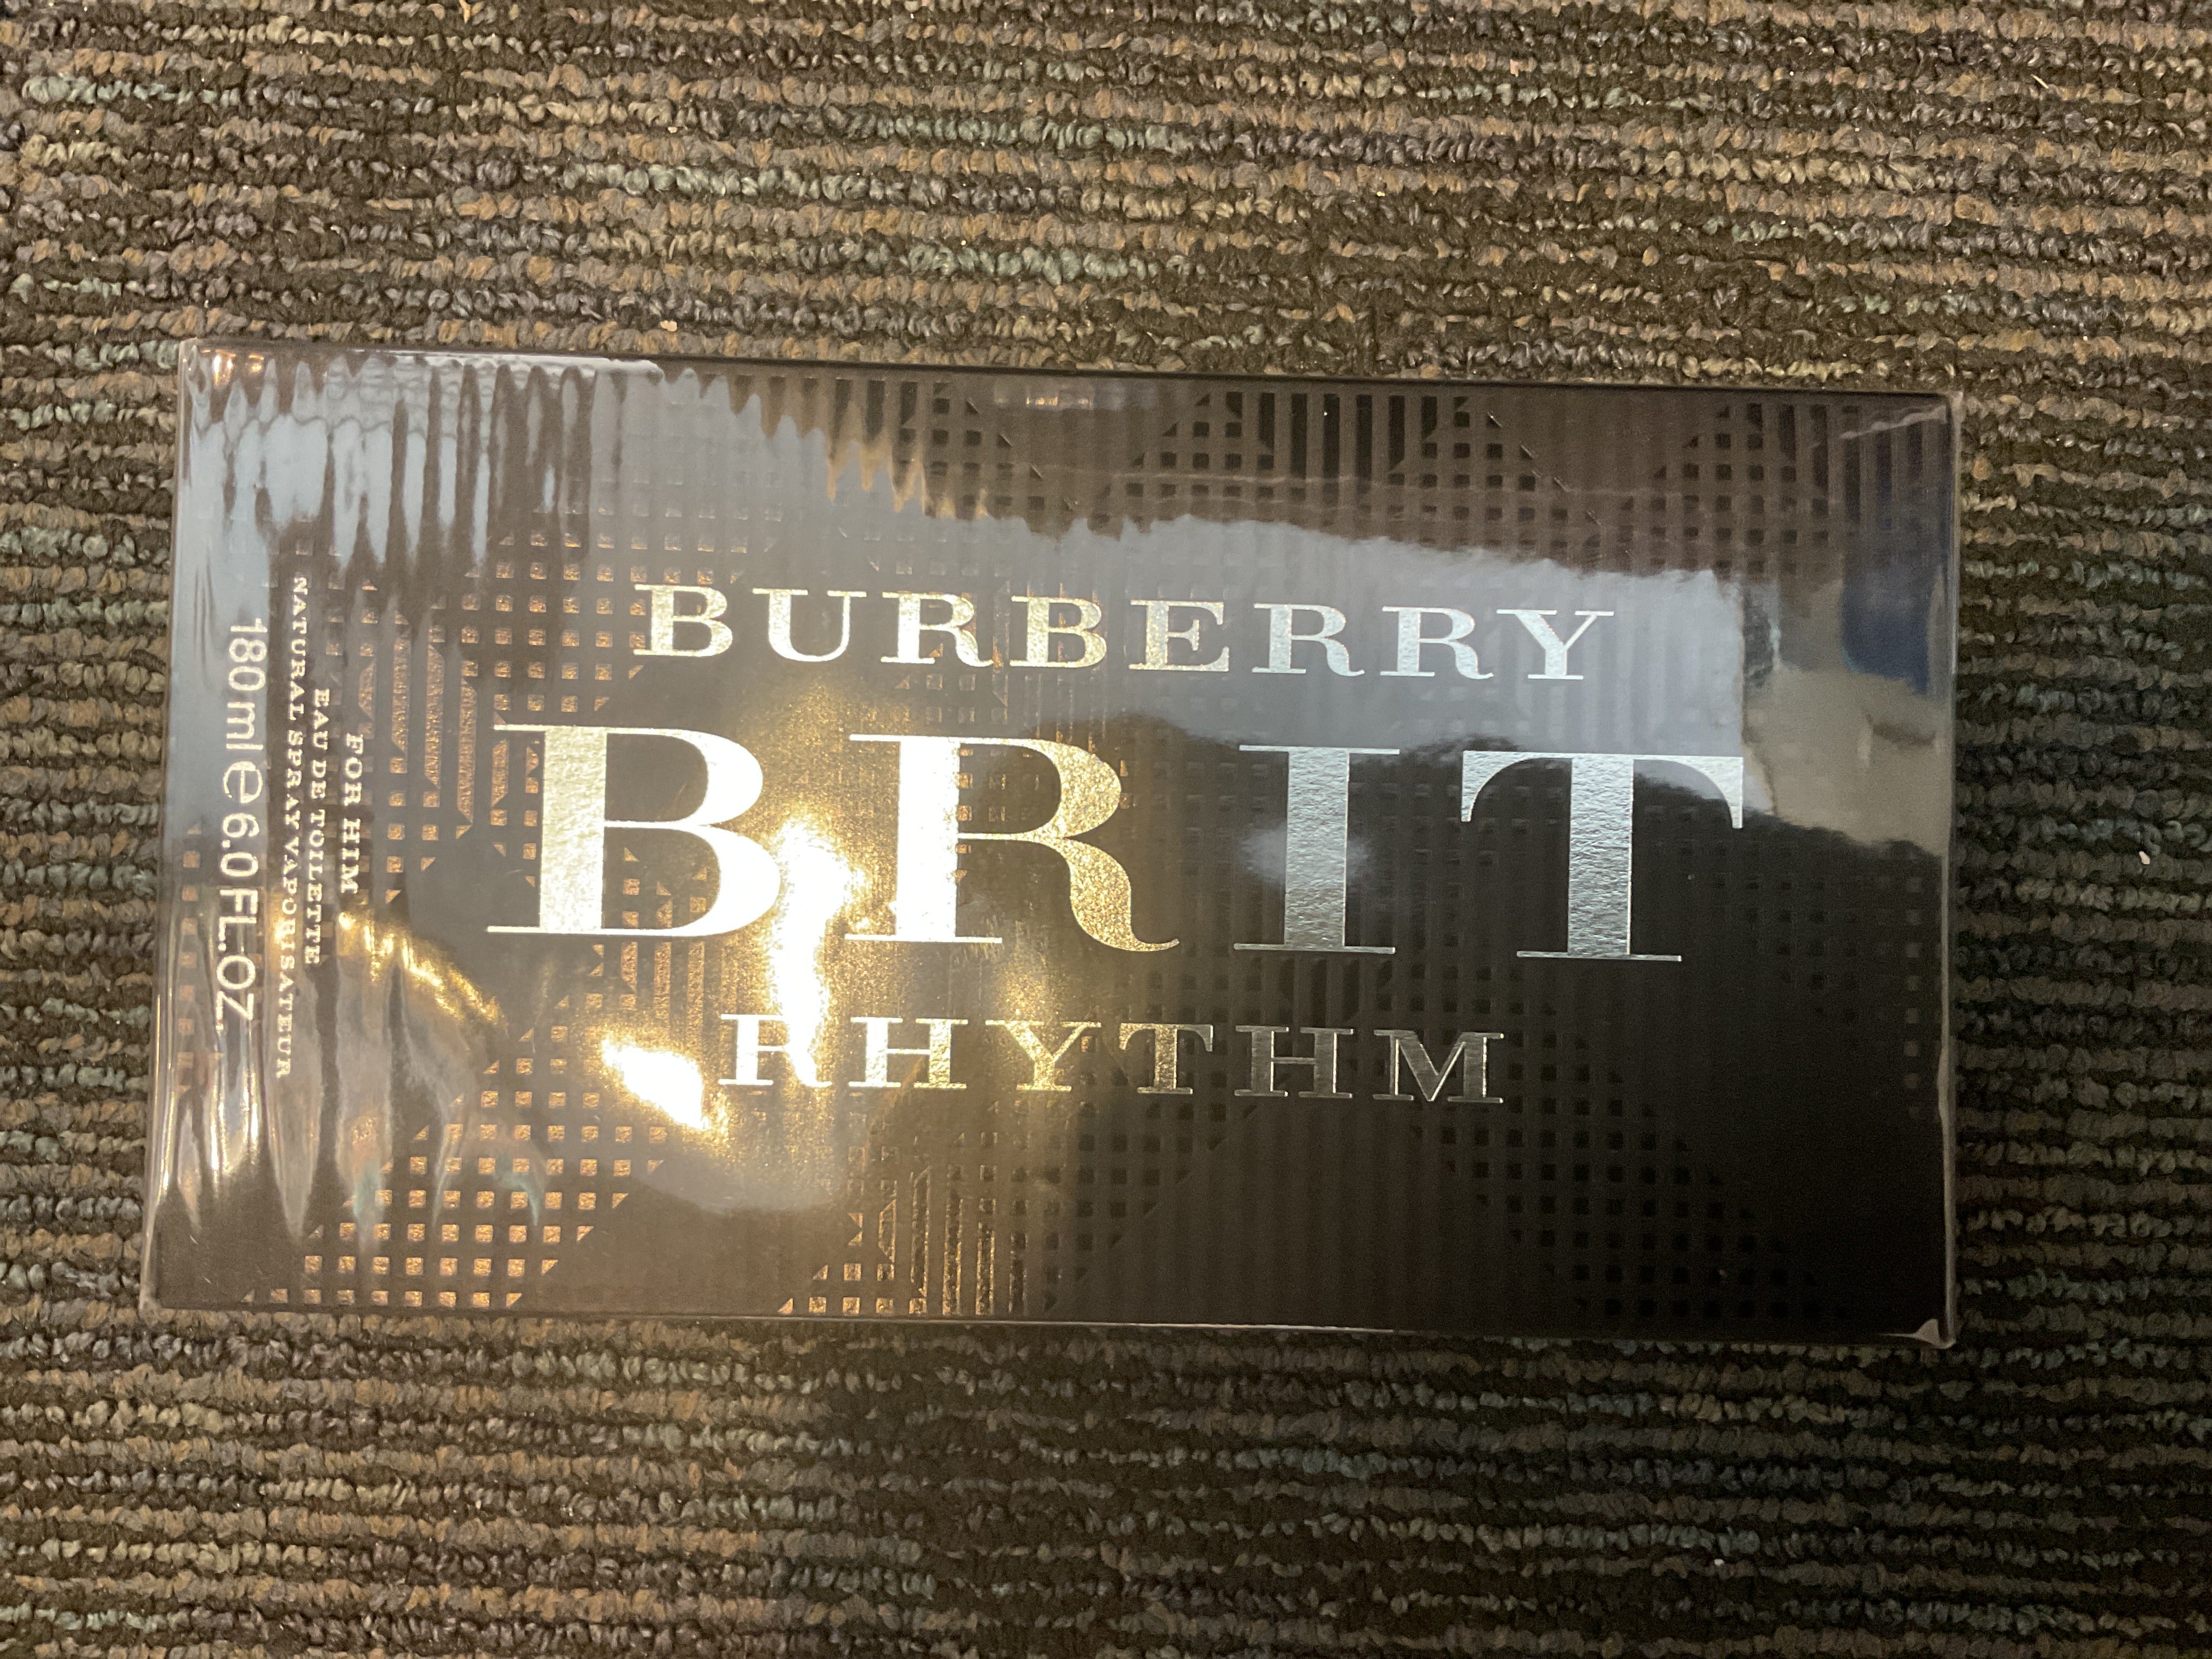 BURBERRY
BRIT
RHYTHM
FOR HIM
EAU DE TOILETTE
NATURAL SPRAY VAPORISATEUR
180 ml e 6.0 FL.OZ.